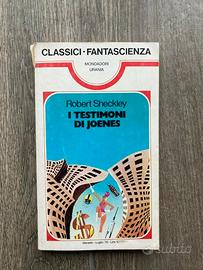 CLASSICI - FANTASCIENZA
MONDADORI
URANIA
Robert Sheckley
I TESTIMONI
DI JOENES
subito